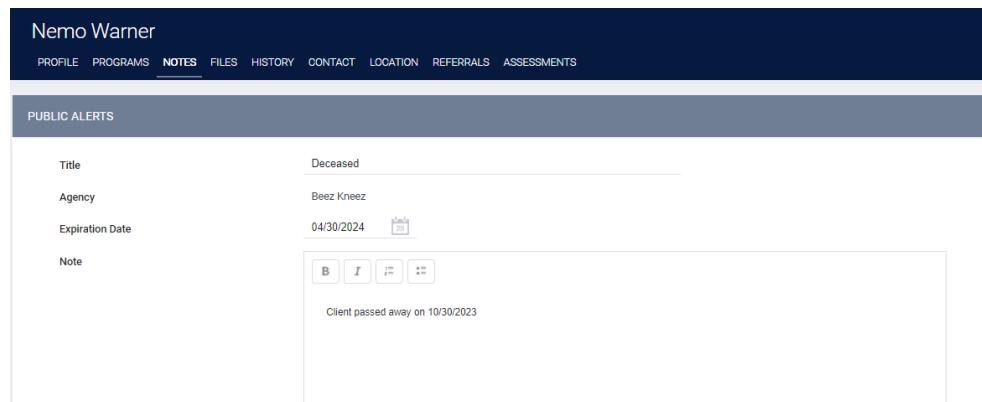 Nemo Warner
PROFILE PROGRAMS NOTES FILES HISTORY CONTACT LOCATION REFERRALS ASSESSMENTS
PUBLIC ALERTS
Title Deceased
Agency Beez Kneez
Expiration Date 04/30/2024 25
Note
B I
Client passed away on 10/30/2023